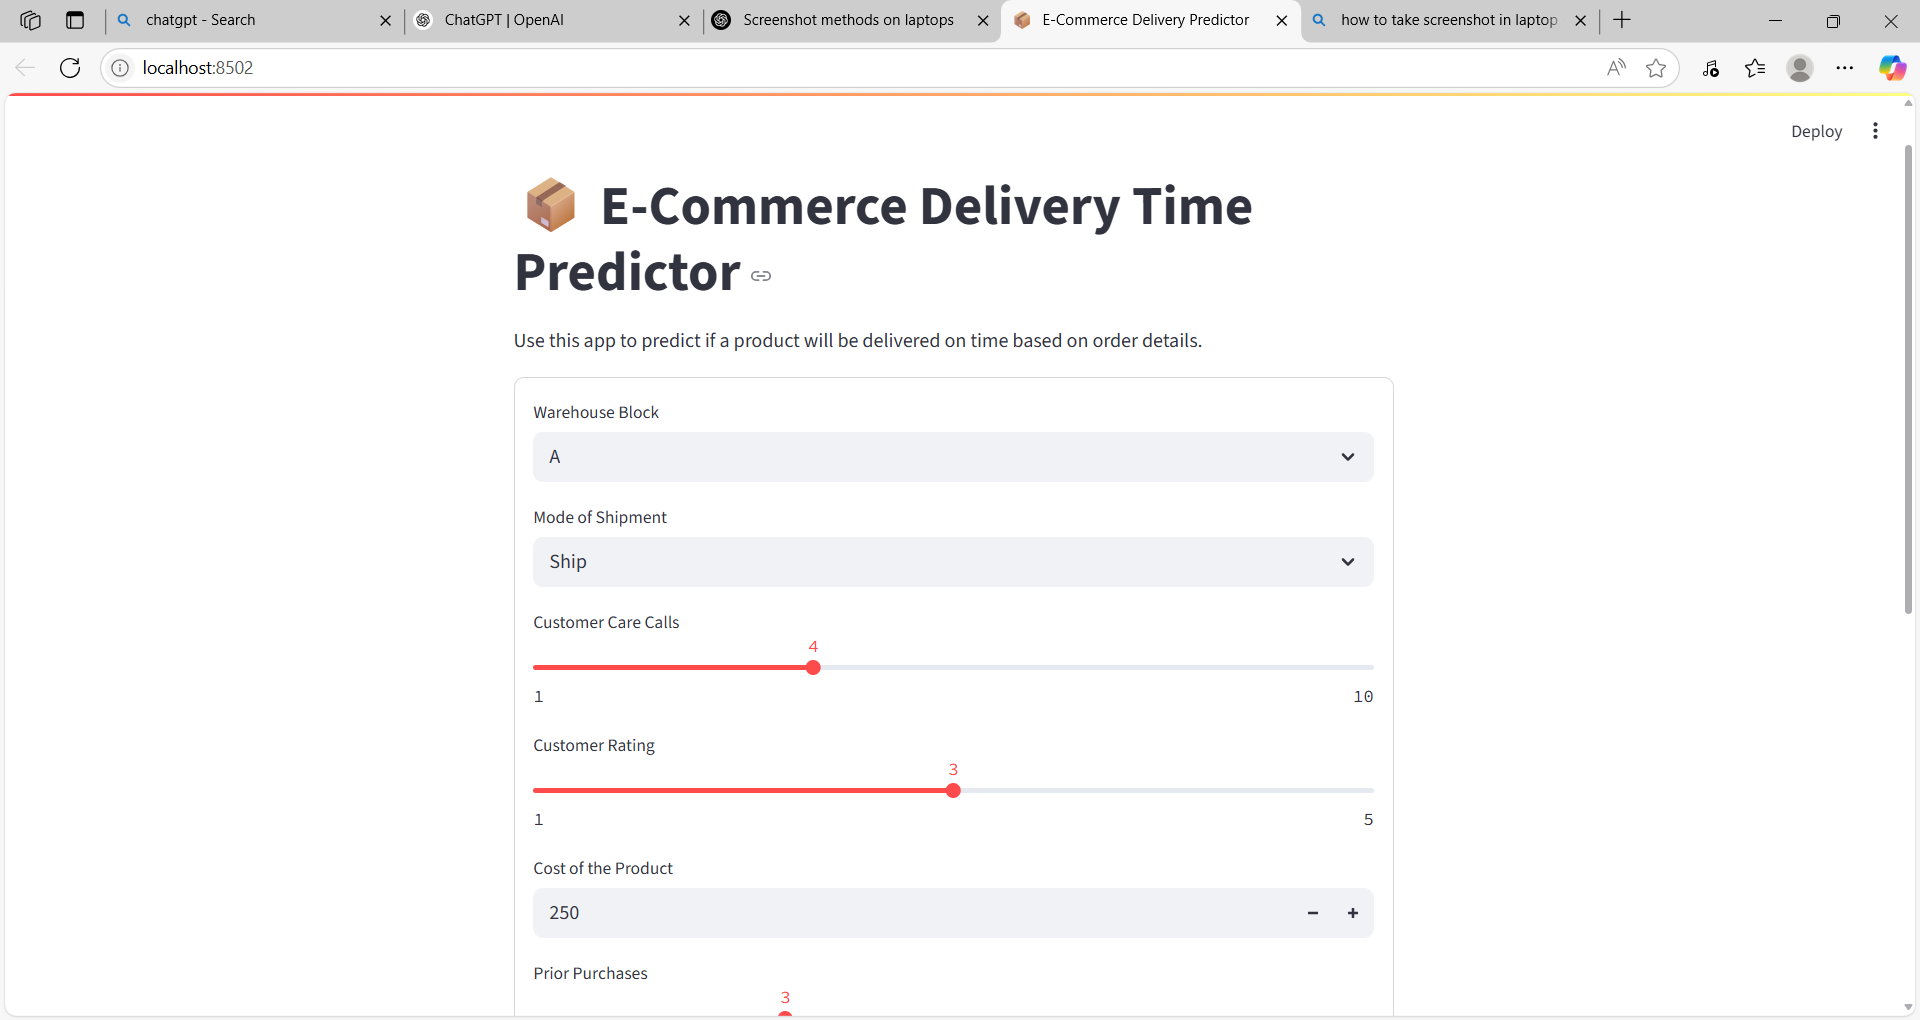 chatgpt - Search
ChatGPT | OpenAI
Screenshot methods on laptops
E-Commerce Delivery Predictor
how to take screenshot in laptop
localhost:8502
Deploy
E-Commerce Delivery Time
Predictor
Use this app to predict if a product will be delivered on time based on order details.
Warehouse Block
A
Mode of Shipment
Ship
Customer Care Calls
4
1 10
Customer Rating
3
1 5
Cost of the Product
250
Prior Purchases
3